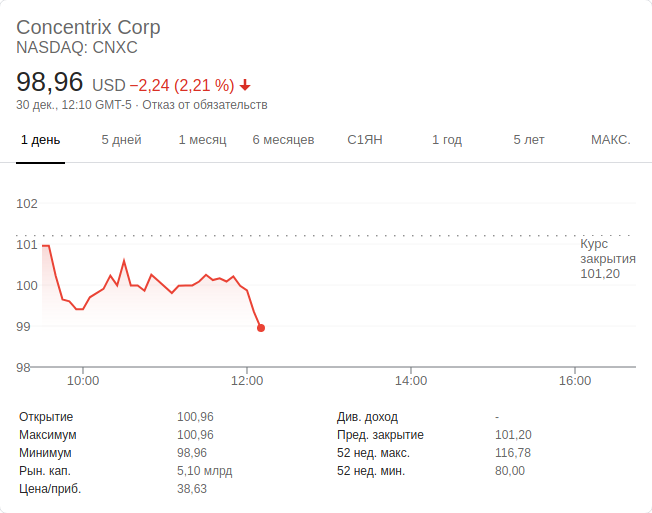 Concentrix Corp
NASDAQ: CNXC
98,96 USD −2,24 (2,21 %)
30 дек., 12:10 GMT-5 · Отказ от обязательств
1 день 5 дней 1 месяц 6 месяцев С1ЯН 1 год 5 лет МАКС.
102
101
100
99
98
Курс
закрытия
101,20
10:00 12:00 14:00 16:00
Открытие 100,96 Див. доход -
Максимум 100,96 Пред. закрытие 101,20
Минимум 98,96 52 нед. макс. 116,78
Рын. кап. 5,10 млрд 52 нед. мин. 80,00
Цена/приб. 38,63